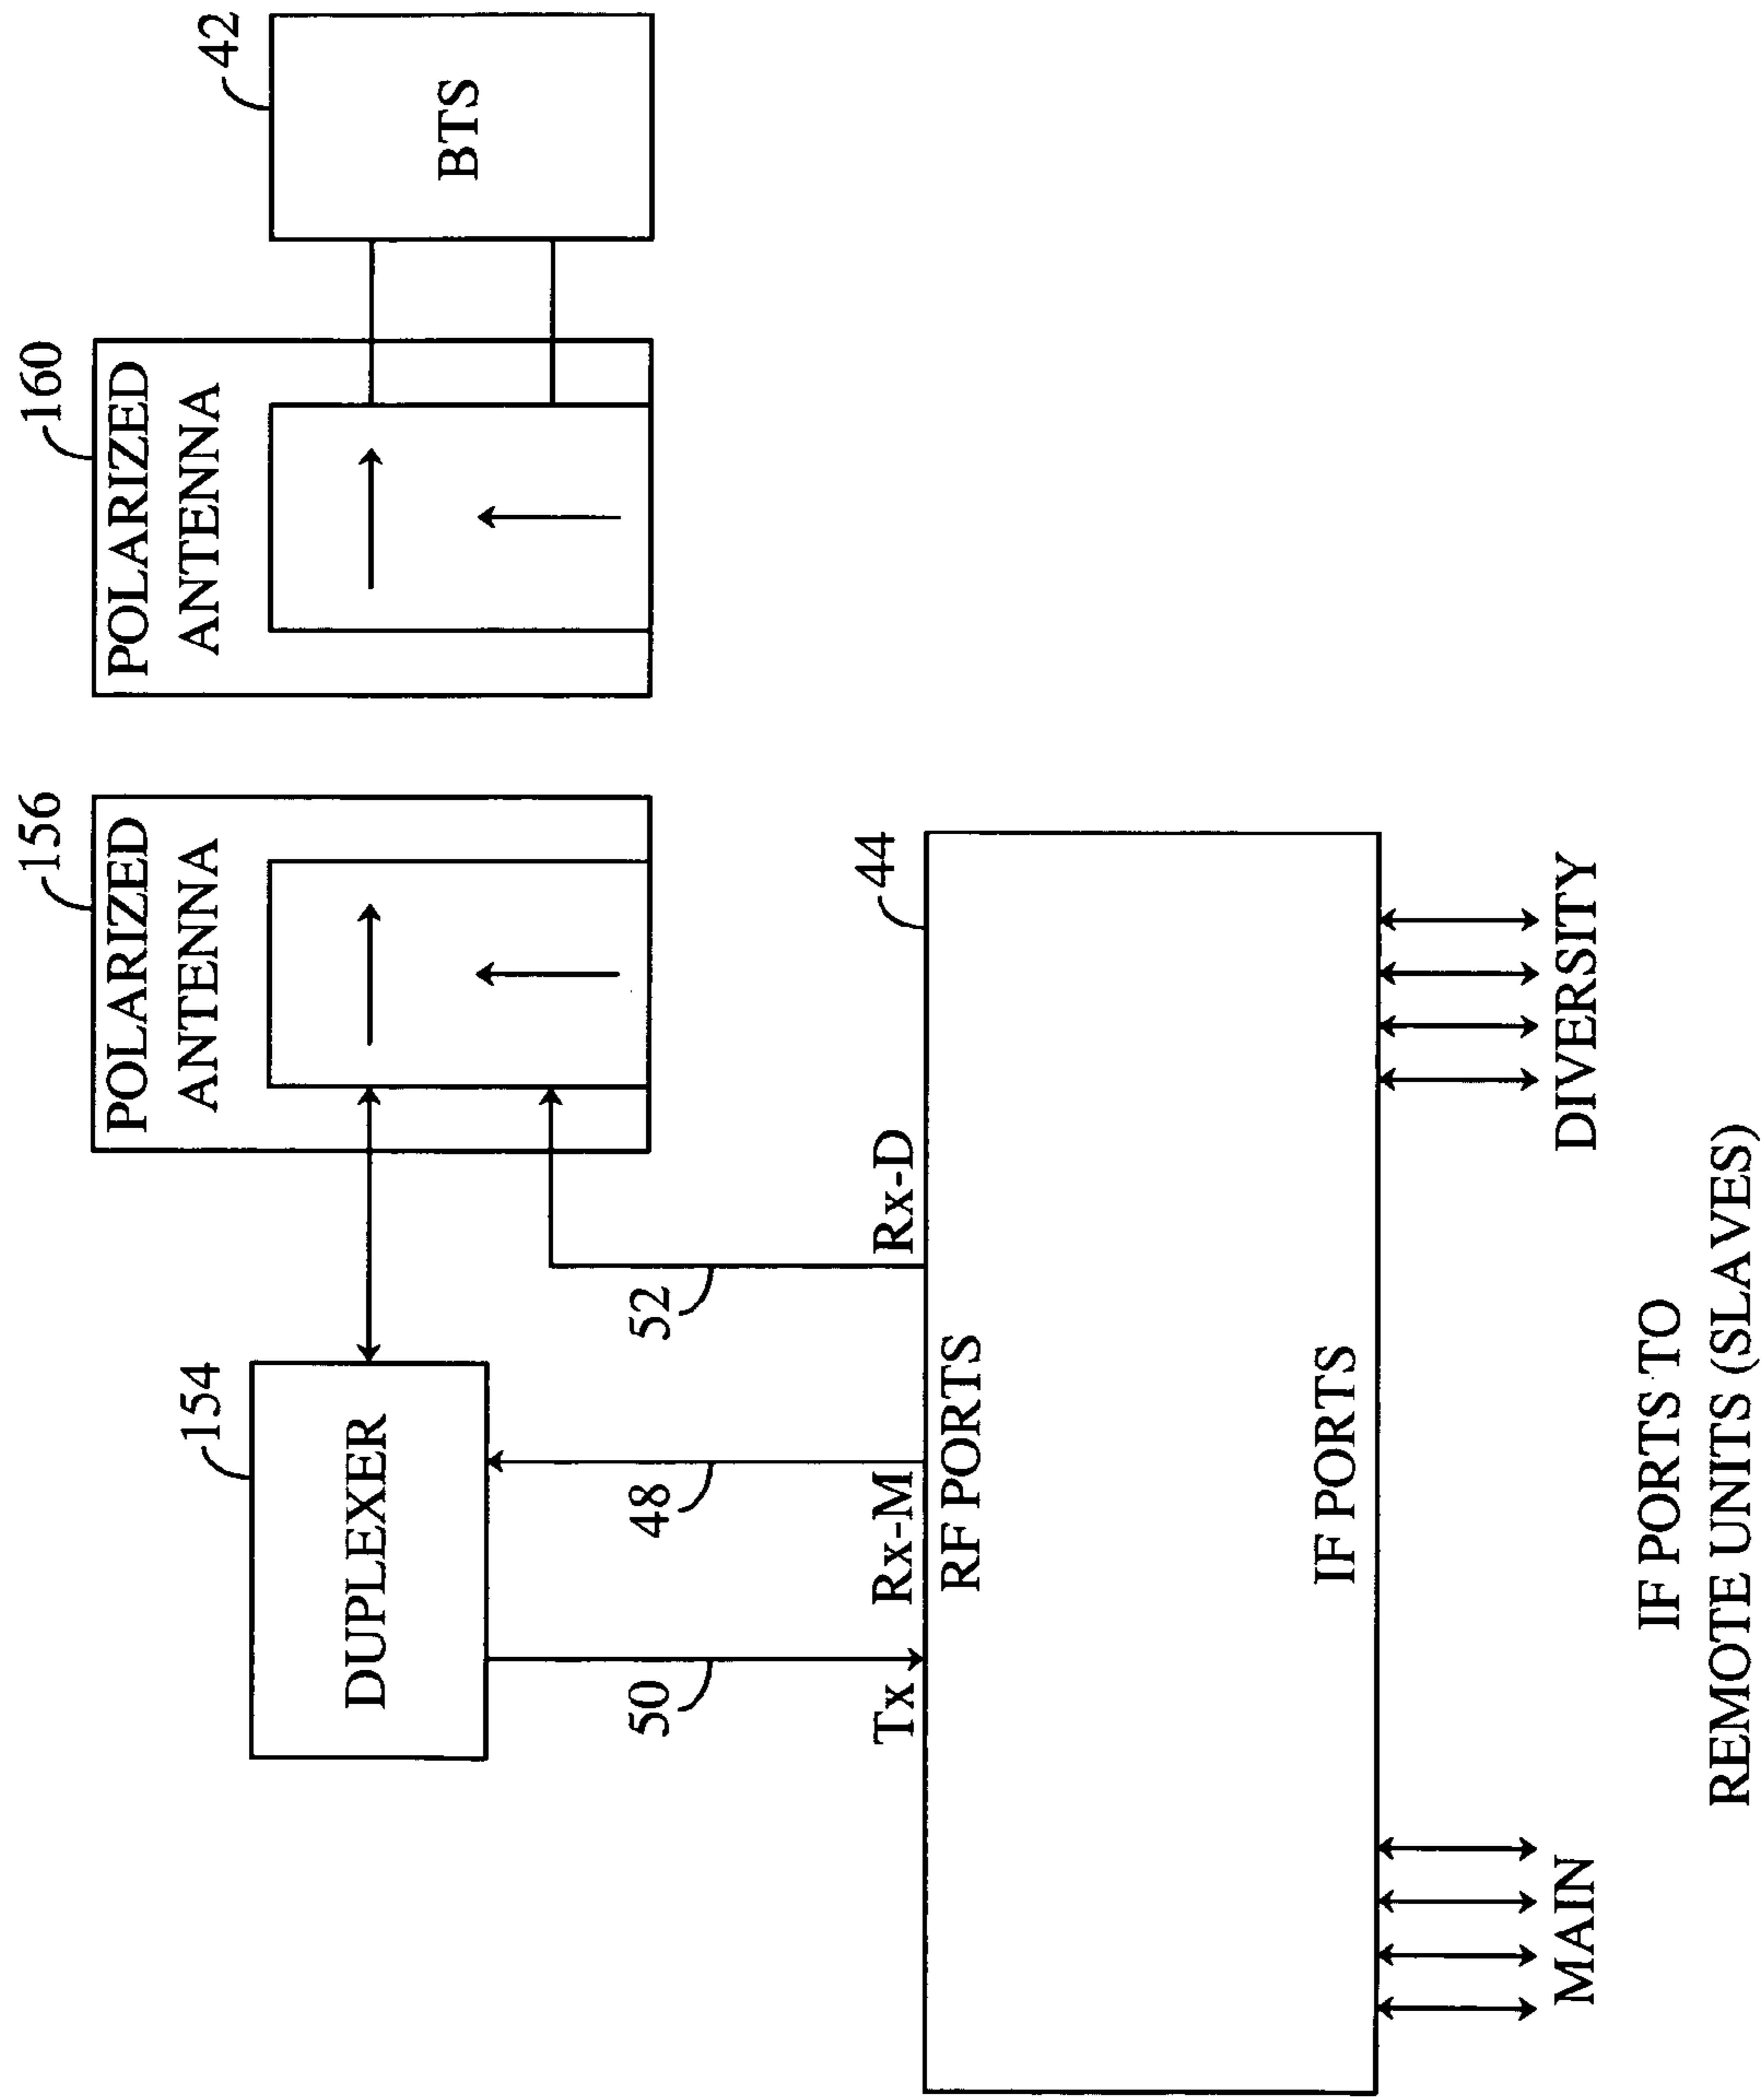 160
POLARIZED
ANTENNA
42
BTS
156
POLARIZED
ANTENNA
154
DUPLEXER
50
48
52
44
Tx
Rx-M
Rx-D
RF PORTS
IF PORTS
MAIN
DIVERSITY
IF PORTS TO
REMOTE UNITS (SLAVES)